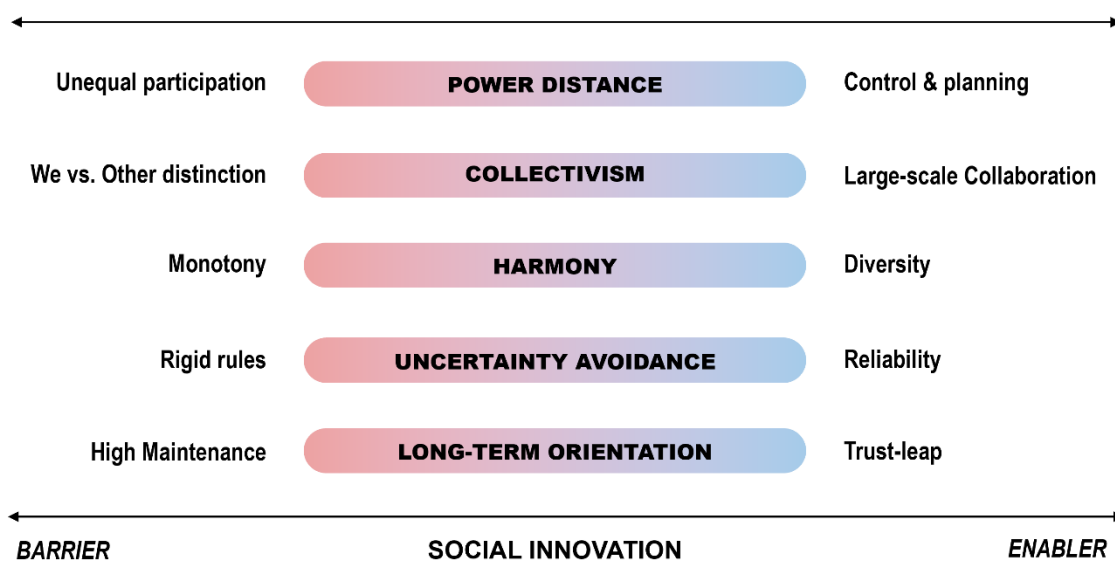 Unequal participation POWER DISTANCE Control & planning
We vs. Other distinction COLLECTIVISM Large-scale Collaboration
Monotony HARMONY Diversity
Rigid rules UNCERTAINTY AVOIDANCE Reliability
High Maintenance LONG-TERM ORIENTATION Trust-leap
BARRIER SOCIAL INNOVATION ENABLER